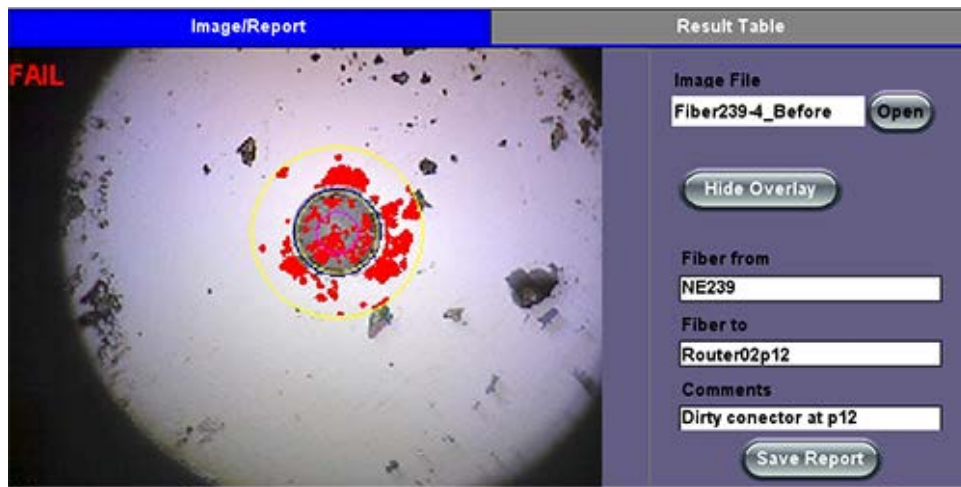 Image/Report
Result Table
FAIL
Image File
Fiber239-4_Before
Open
Hide Overlay
Fiber from
NE239
Fiber to
Router02p12
Comments
Dirty conector at p12
Save Report